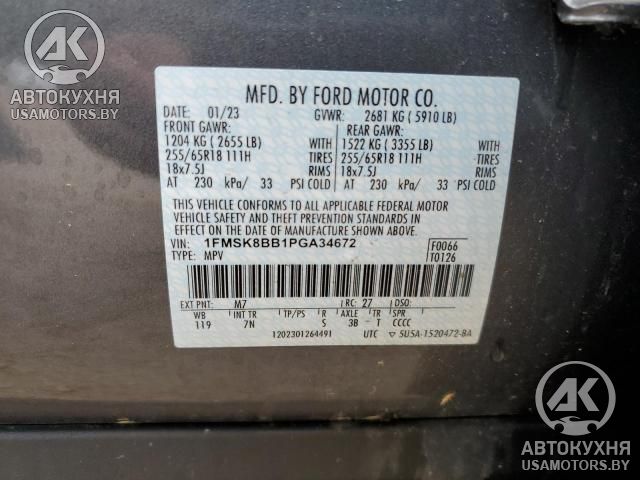 AK
АВТОКУХНЯ
USAMOTORS.BY
MFD. BY FORD MOTOR CO.
DATE: 01/23 GVWR: 2681 KG ( 5910 LB)
FRONT GAWR: REAR GAWR:
1204 KG ( 2655 LB) WITH 1522 KG ( 3355 LB) WITH
255/65R18 111H TIRES 255/65R18 111H TIRES
18x7.5J RIMS 18x7.5J RIMS
AT 230 kPa/ 33 PSI COLD AT 230 kPa/ 33 PSI COLD
THIS VEHICLE CONFORMS TO ALL APPLICABLE FEDERAL MOTOR
VEHICLE SAFETY AND THEFT PREVENTION STANDARDS IN
EFFECT ON THE DATE OF MANUFACTURE SHOWN ABOVE.
VIN: 1FMSK8BB1PGA34672 F0066
TYPE: MPV T0126
EXT PNT: M7 RC: 27 DSO:
WB INT TR TP/PS R AXLE TR SPR
119 7N S 3B T CCCC
1202301264491 UTC 5U5A-1520472-BA
AK
АВТОКУХНЯ
USAMOTORS.BY